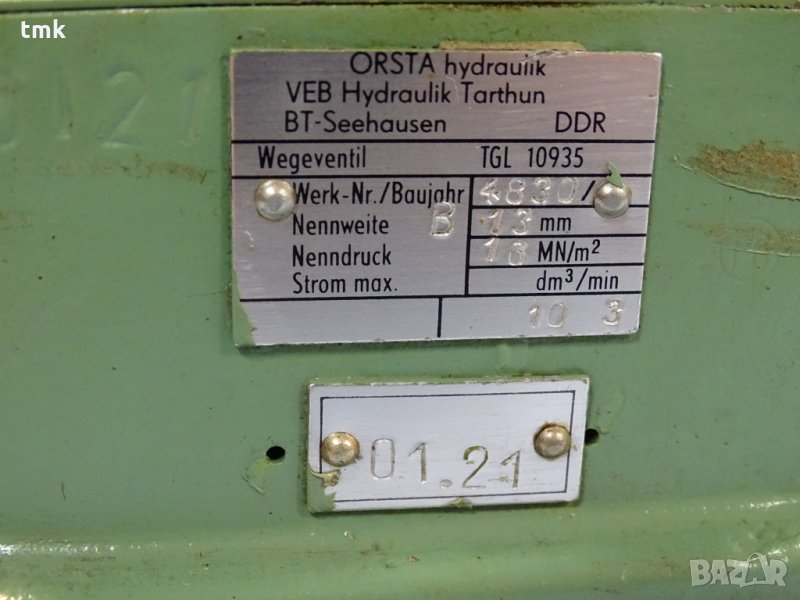 tmk
ORSTA hydraulik
VEB Hydraulik Tarthun
BT-Seehausen DDR
Wegeventil TGL 10935
Werk-Nr./Baujahr 4830/
Nennweite B 13 mm
Nenndruck 16 MN/m²
Strom max. dm³/min
10 3
01.21
BAZAR